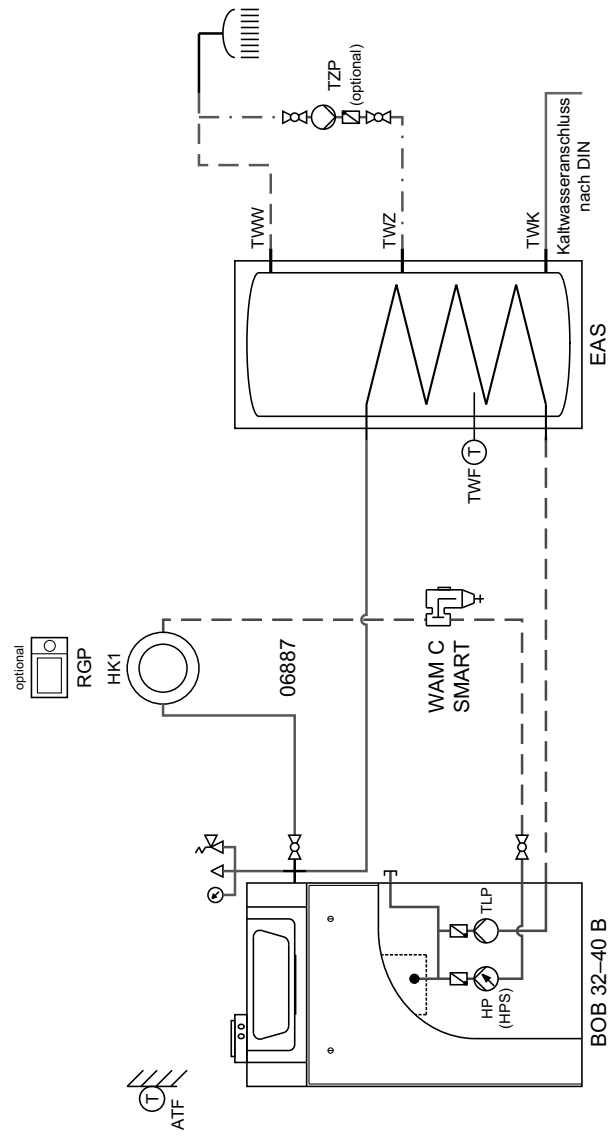 ATF
BOB 32–40 B
HP
(HPS)
TLP
optional
RGP
HK1
06887
WAM C
SMART
TWF
T
T
EAS
TWW
TWZ
TWK
TZP
(optional)
Kaltwasseranschluss
nach DIN